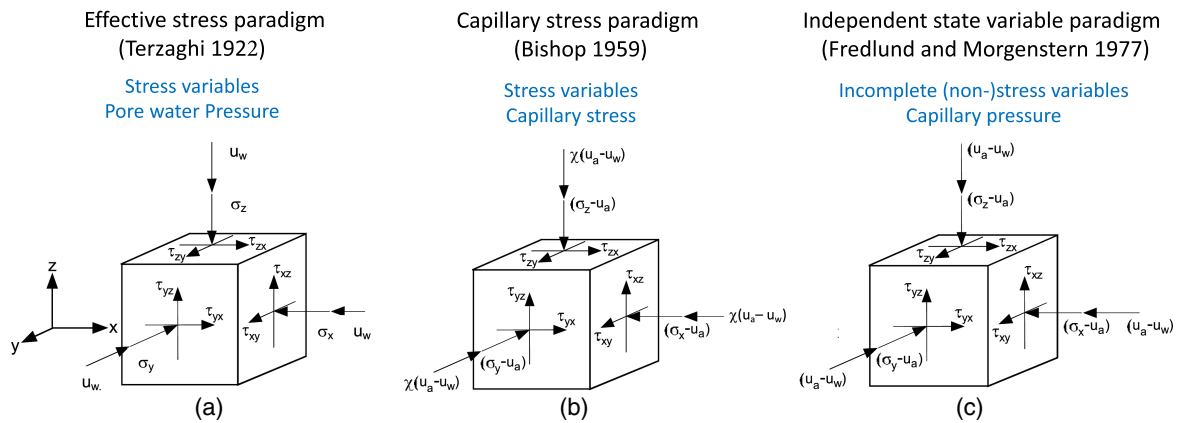 Effective stress paradigm
(Terzaghi 1922)
Stress variables
Pore water Pressure
u_w
σ_z
τ_zx
τ_zy
z
x
y
τ_xz
τ_yz
τ_yx
τ_xy
σ_x
u_w
σ_y
u_w.
(a)
Capillary stress paradigm
(Bishop 1959)
Stress variables
Capillary stress
χ(u_a–u_w)
(σ_z–u_a)
τ_zx
τ_zy
τ_xz
τ_yz
τ_yx
τ_xy
(σ_x–u_a)
χ(u_a– u_w)
(σ_y–u_a)
χ(u_a–u_w)
(b)
Independent state variable paradigm
(Fredlund and Morgenstern 1977)
Incomplete (non-)stress variables
Capillary pressure
(u_a–u_w)
(σ_z–u_a)
τ_zx
τ_zy
τ_xz
τ_yz
τ_yx
τ_xy
(σ_x–u_a)
(u_a–u_w)
(σ_y–u_a)
(u_a–u_w)
(c)